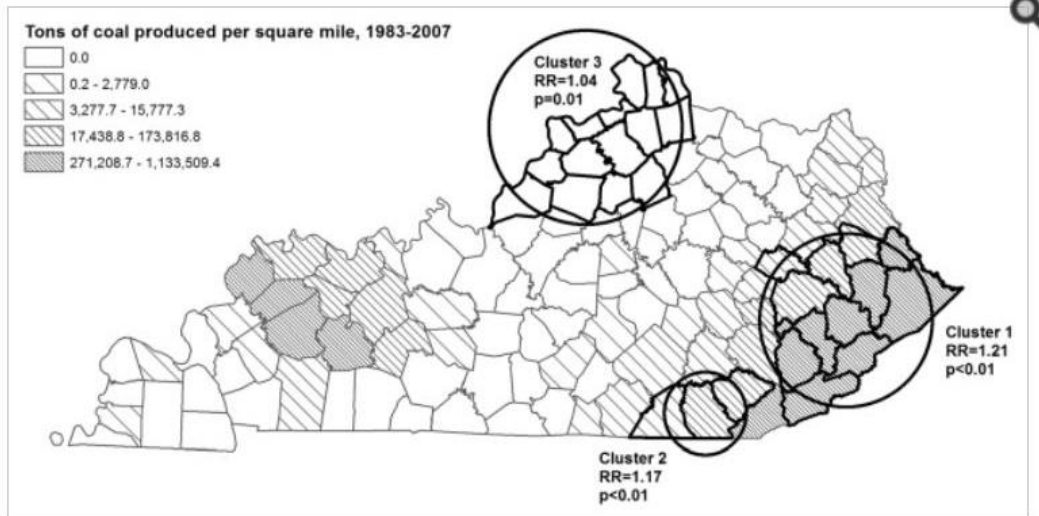 Tons of coal produced per square mile, 1983-2007
0.0
0.2 - 2,779.0
3,277.7 - 15,777.3
17,438.8 - 173,816.8
271,208.7 - 1,133,509.4
Cluster 3
RR=1.04
p=0.01
Cluster 1
RR=1.21
p<0.01
Cluster 2
RR=1.17
p<0.01